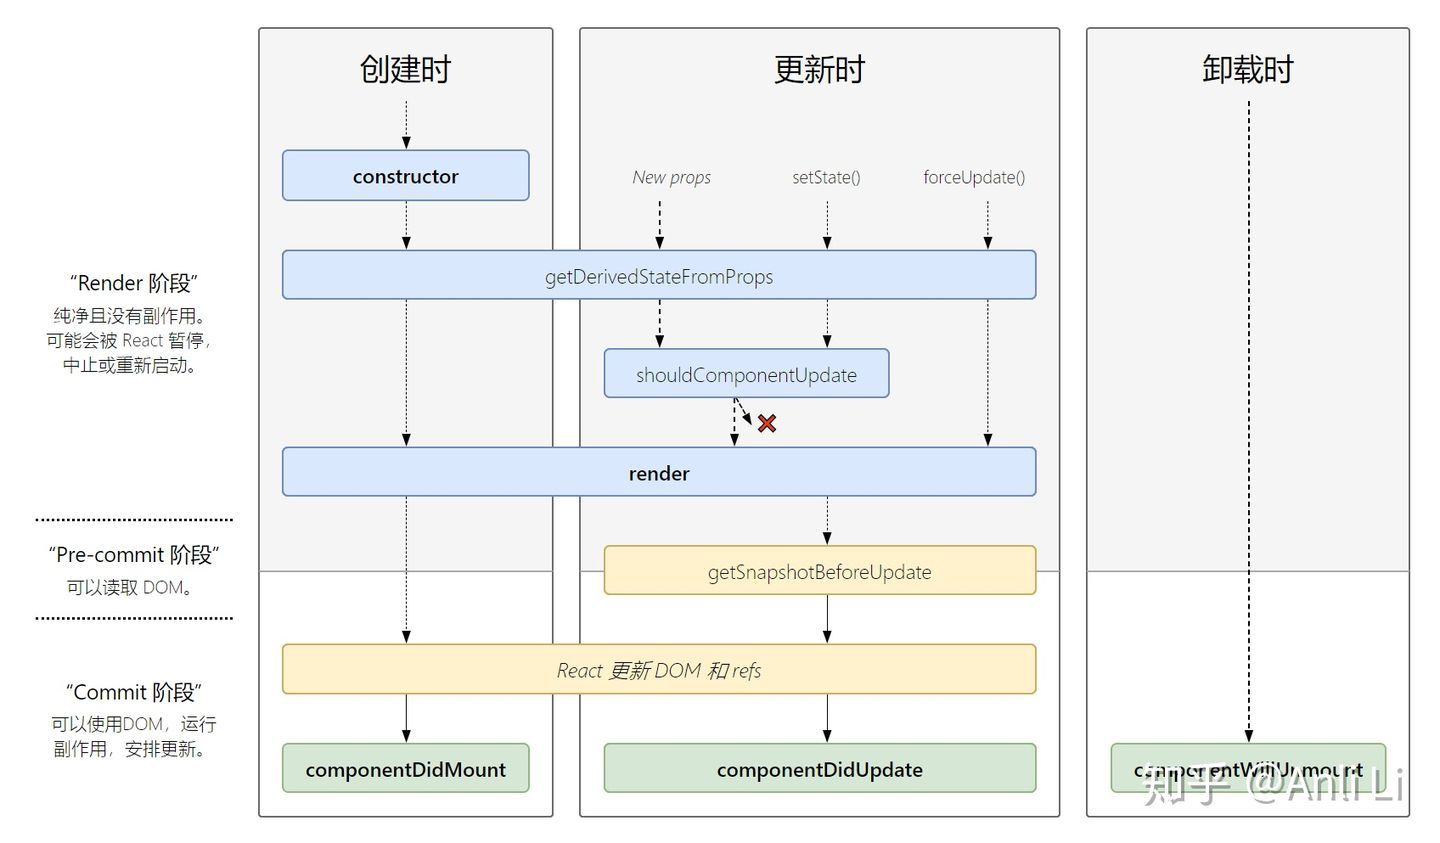 创建时
更新时
卸载时
constructor
New props
setState()
forceUpdate()
getDerivedStateFromProps
“Render 阶段”
纯净且没有副作用。
可能会被 React 暂停，
中止或重新启动。
shouldComponentUpdate
render
“Pre-commit 阶段”
可以读取 DOM。
getSnapshotBeforeUpdate
React 更新 DOM 和 refs
“Commit 阶段”
可以使用DOM，运行
副作用，安排更新。
componentDidMount
componentDidUpdate
componentWillUnmount
知乎 @Anli Li